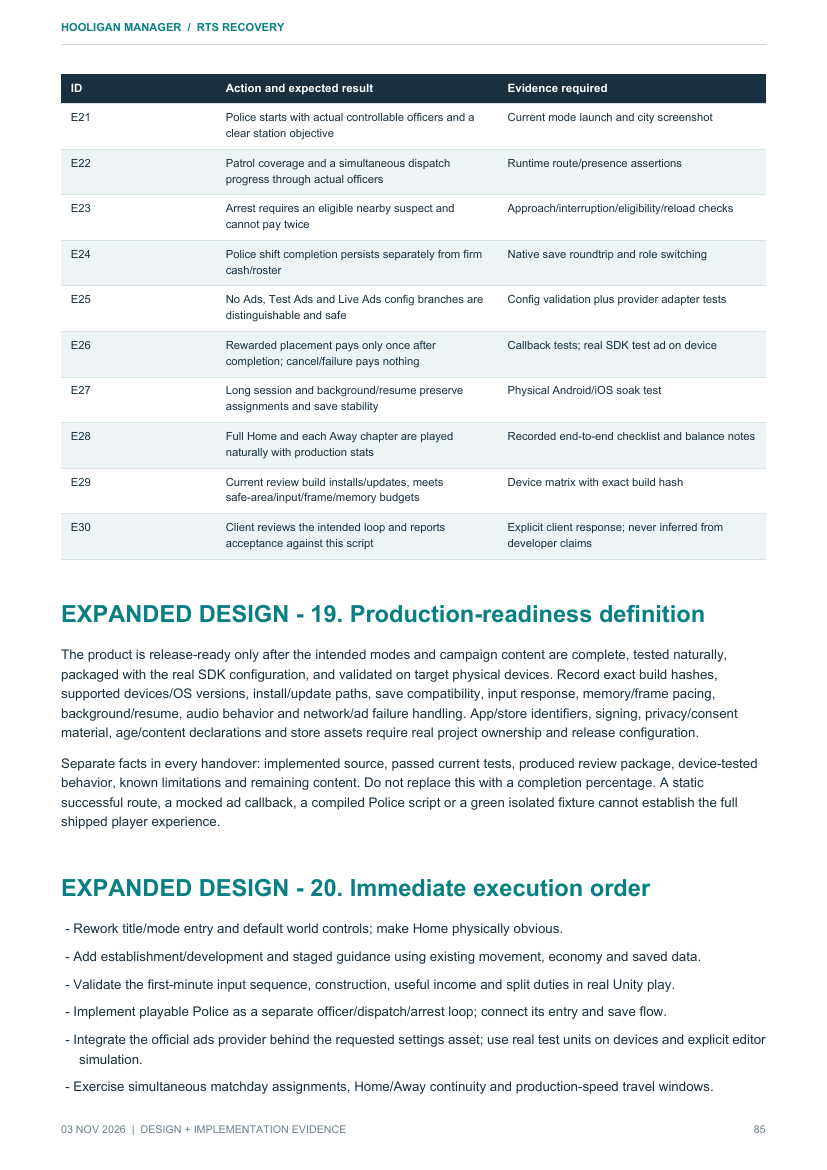 HOOLIGAN MANAGER / RTS RECOVERY
ID Action and expected result Evidence required
E21 Police starts with actual controllable officers and a Current mode launch and city screenshot
clear station objective
E22 Patrol coverage and a simultaneous dispatch Runtime route/presence assertions
progress through actual officers
E23 Arrest requires an eligible nearby suspect and Approach/interruption/eligibility/reload checks
cannot pay twice
E24 Police shift completion persists separately from firm Native save roundtrip and role switching
cash/roster
E25 No Ads, Test Ads and Live Ads config branches are Config validation plus provider adapter tests
distinguishable and safe
E26 Rewarded placement pays only once after Callback tests; real SDK test ad on device
completion; cancel/failure pays nothing
E27 Long session and background/resume preserve Physical Android/iOS soak test
assignments and save stability
E28 Full Home and each Away chapter are played Recorded end-to-end checklist and balance notes
naturally with production stats
E29 Current review build installs/updates, meets Device matrix with exact build hash
safe-area/input/frame/memory budgets
E30 Client reviews the intended loop and reports Explicit client response; never inferred from
acceptance against this script developer claims
EXPANDED DESIGN - 19. Production-readiness definition
The product is release-ready only after the intended modes and campaign content are complete, tested naturally,
packaged with the real SDK configuration, and validated on target physical devices. Record exact build hashes,
supported devices/OS versions, install/update paths, save compatibility, input response, memory/frame pacing,
background/resume, audio behavior and network/ad failure handling. App/store identifiers, signing, privacy/consent
material, age/content declarations and store assets require real project ownership and release configuration.
Separate facts in every handover: implemented source, passed current tests, produced review package, device-tested
behavior, known limitations and remaining content. Do not replace this with a completion percentage. A static
successful route, a mocked ad callback, a compiled Police script or a green isolated fixture cannot establish the full
shipped player experience.
EXPANDED DESIGN - 20. Immediate execution order
- Rework title/mode entry and default world controls; make Home physically obvious.
- Add establishment/development and staged guidance using existing movement, economy and saved data.
- Validate the first-minute input sequence, construction, useful income and split duties in real Unity play.
- Implement playable Police as a separate officer/dispatch/arrest loop; connect its entry and save flow.
- Integrate the official ads provider behind the requested settings asset; use real test units on devices and explicit editor
simulation.
- Exercise simultaneous matchday assignments, Home/Away continuity and production-speed travel windows.
03 NOV 2026 | DESIGN + IMPLEMENTATION EVIDENCE 85